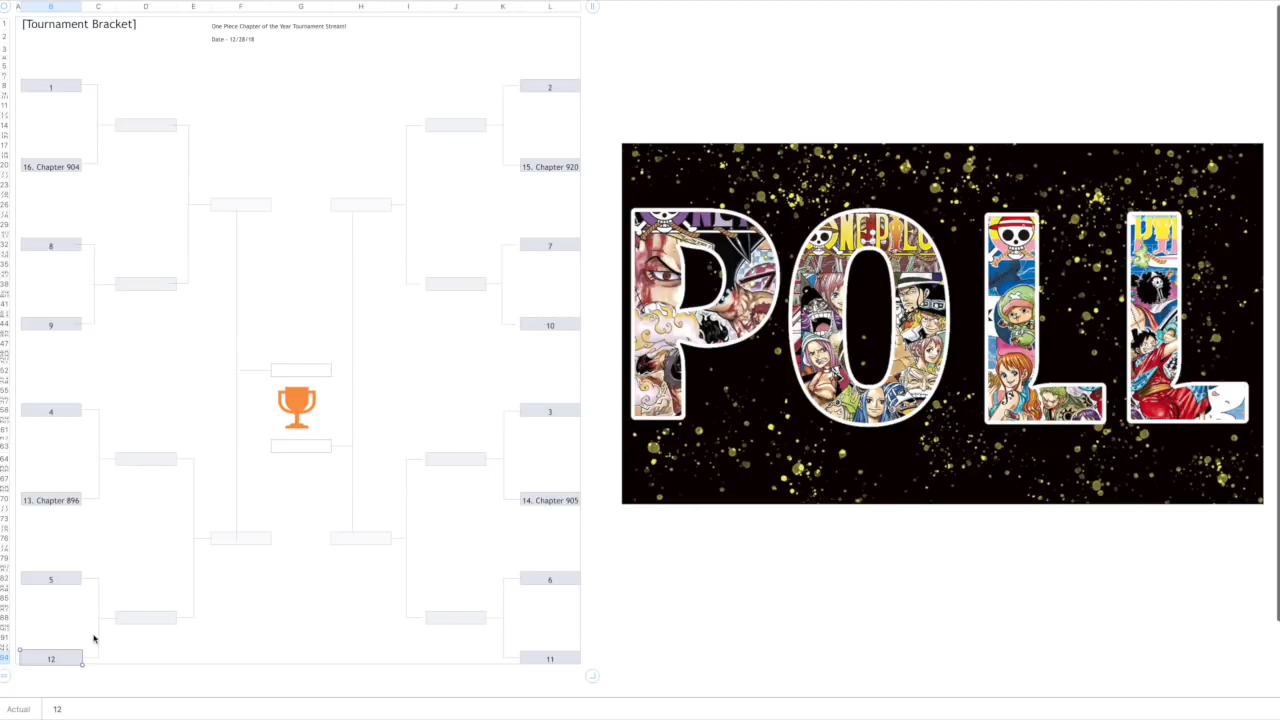 A B C D E F G H I J K L
[Tournament Bracket]
One Piece Chapter of the Year Tournament Stream!
Date - 12/28/18
1
2
16. Chapter 904
15. Chapter 920
8
7
9
10
4
3
13. Chapter 896
14. Chapter 905
5
6
12
11
POLL
Actual
12